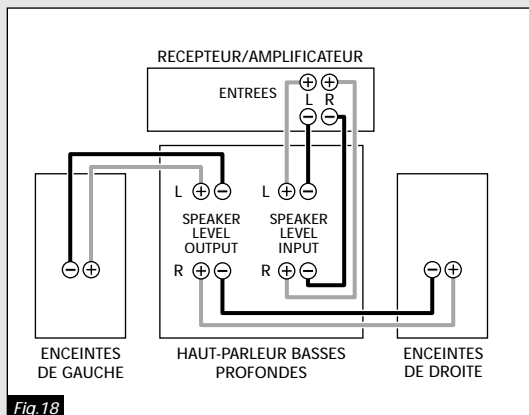 RECEPTEUR/AMPLIFICATEUR
ENTREES
+ +
L R
− −
L + − L + −
SPEAKER
LEVEL
OUTPUT
SPEAKER
LEVEL
INPUT
− +
R + − R + −
− +
ENCEINTES
DE GAUCHE
HAUT-PARLEUR BASSES
PROFONDES
ENCEINTES
DE DROITE
Fig.18